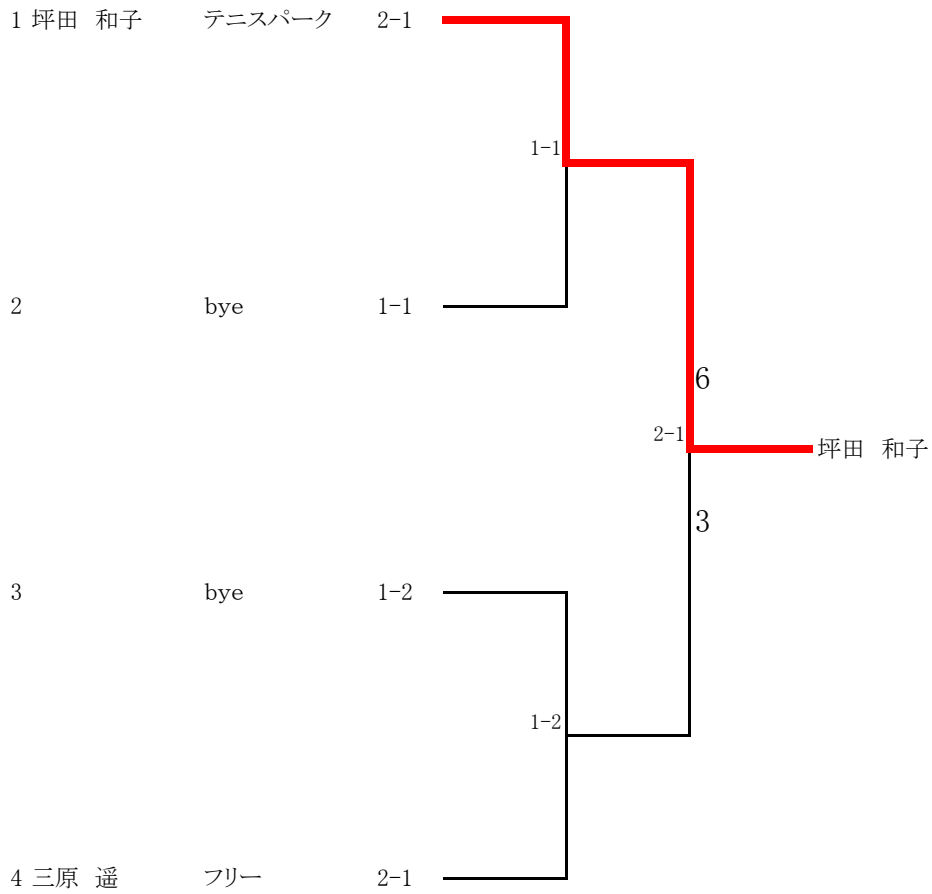 1 坪田 和子 テニスパーク 2-1
1-1
2 bye 1-1
6
2-1
坪田 和子
3
3 bye 1-2
1-2
4 三原 遥 フリー 2-1